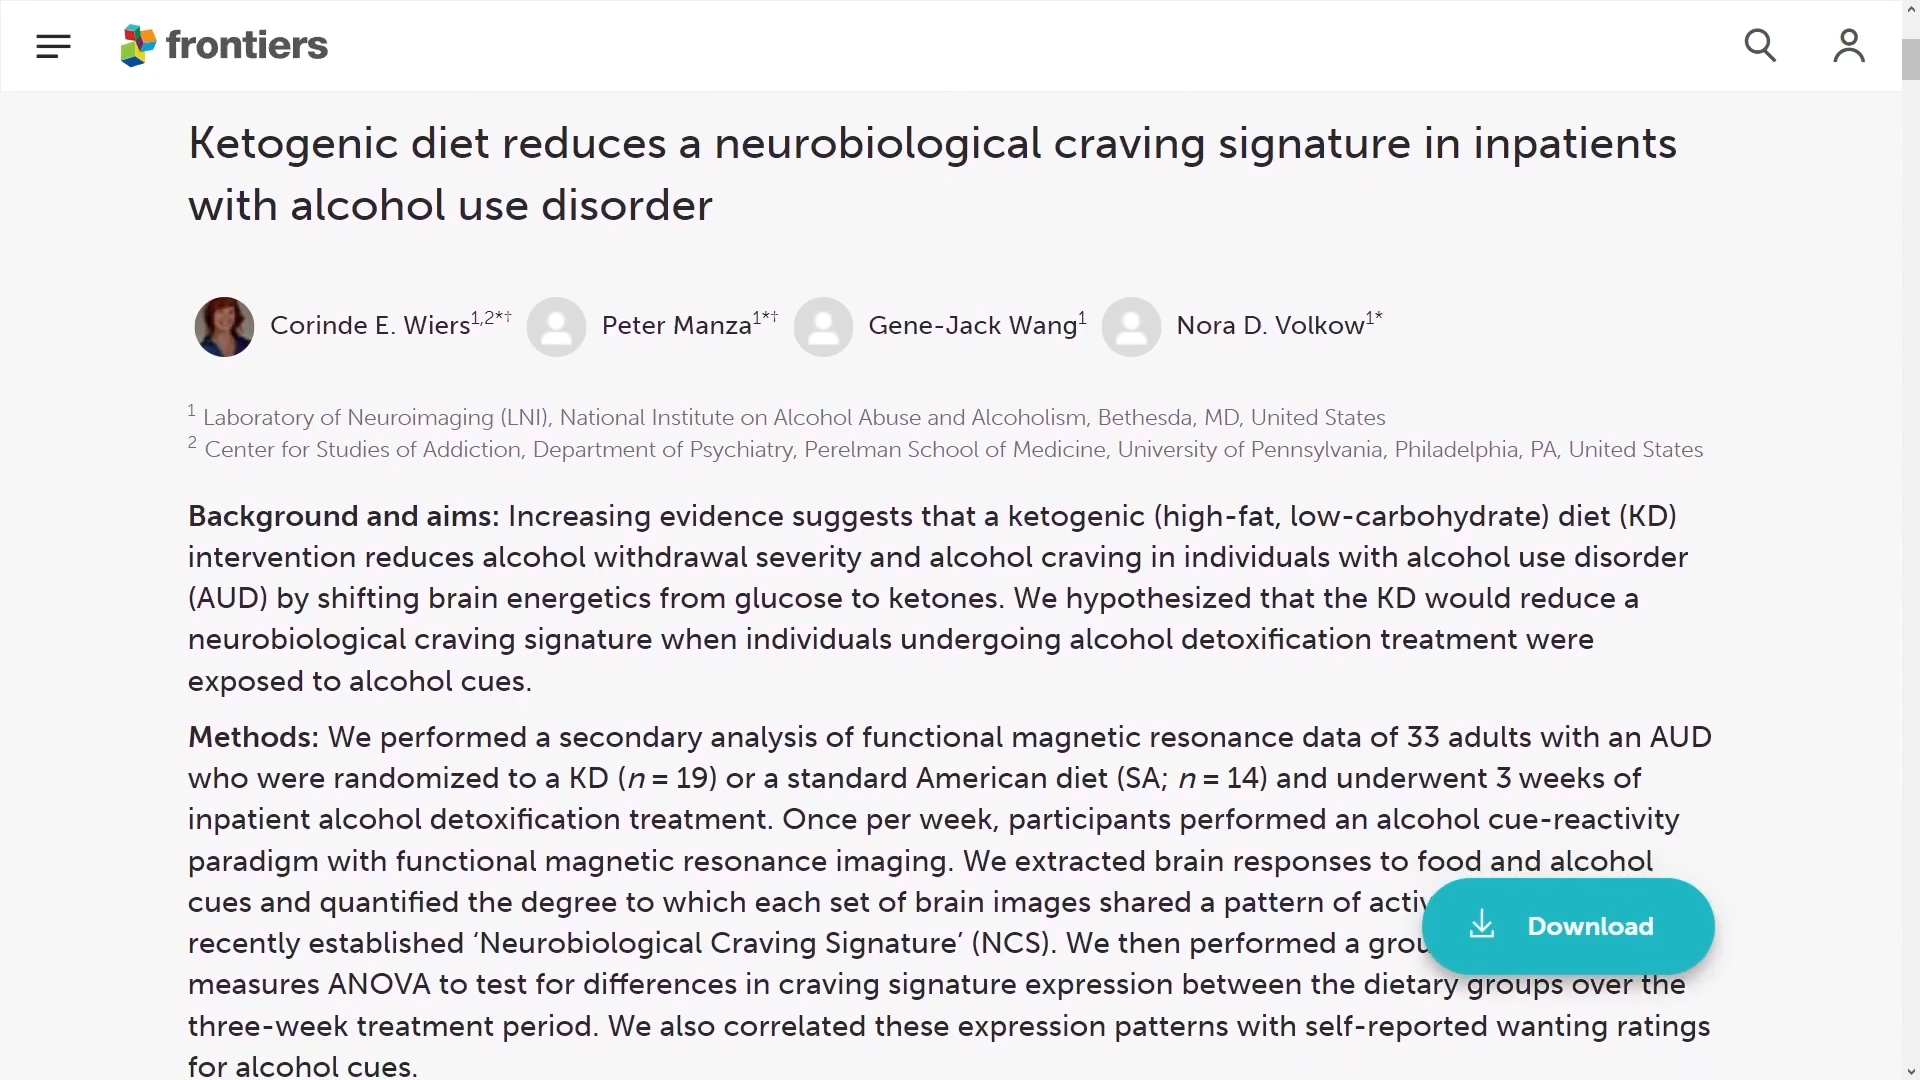 frontiers
Ketogenic diet reduces a neurobiological craving signature in inpatients
with alcohol use disorder
Corinde E. Wiers1,2*† Peter Manza1*† Gene-Jack Wang1 Nora D. Volkow1*
1 Laboratory of Neuroimaging (LNI), National Institute on Alcohol Abuse and Alcoholism, Bethesda, MD, United States
2 Center for Studies of Addiction, Department of Psychiatry, Perelman School of Medicine, University of Pennsylvania, Philadelphia, PA, United States
Background and aims: Increasing evidence suggests that a ketogenic (high-fat, low-carbohydrate) diet (KD)
intervention reduces alcohol withdrawal severity and alcohol craving in individuals with alcohol use disorder
(AUD) by shifting brain energetics from glucose to ketones. We hypothesized that the KD would reduce a
neurobiological craving signature when individuals undergoing alcohol detoxification treatment were
exposed to alcohol cues.
Methods: We performed a secondary analysis of functional magnetic resonance data of 33 adults with an AUD
who were randomized to a KD (n = 19) or a standard American diet (SA; n = 14) and underwent 3 weeks of
inpatient alcohol detoxification treatment. Once per week, participants performed an alcohol cue-reactivity
paradigm with functional magnetic resonance imaging. We extracted brain responses to food and alcohol
cues and quantified the degree to which each set of brain images shared a pattern of
recently established ‘Neurobiological Craving Signature’ (NCS). We then performed a
Download
measures ANOVA to test for differences in craving signature expression between the dietary groups over the
three-week treatment period. We also correlated these expression patterns with self-reported wanting ratings
for alcohol cues.